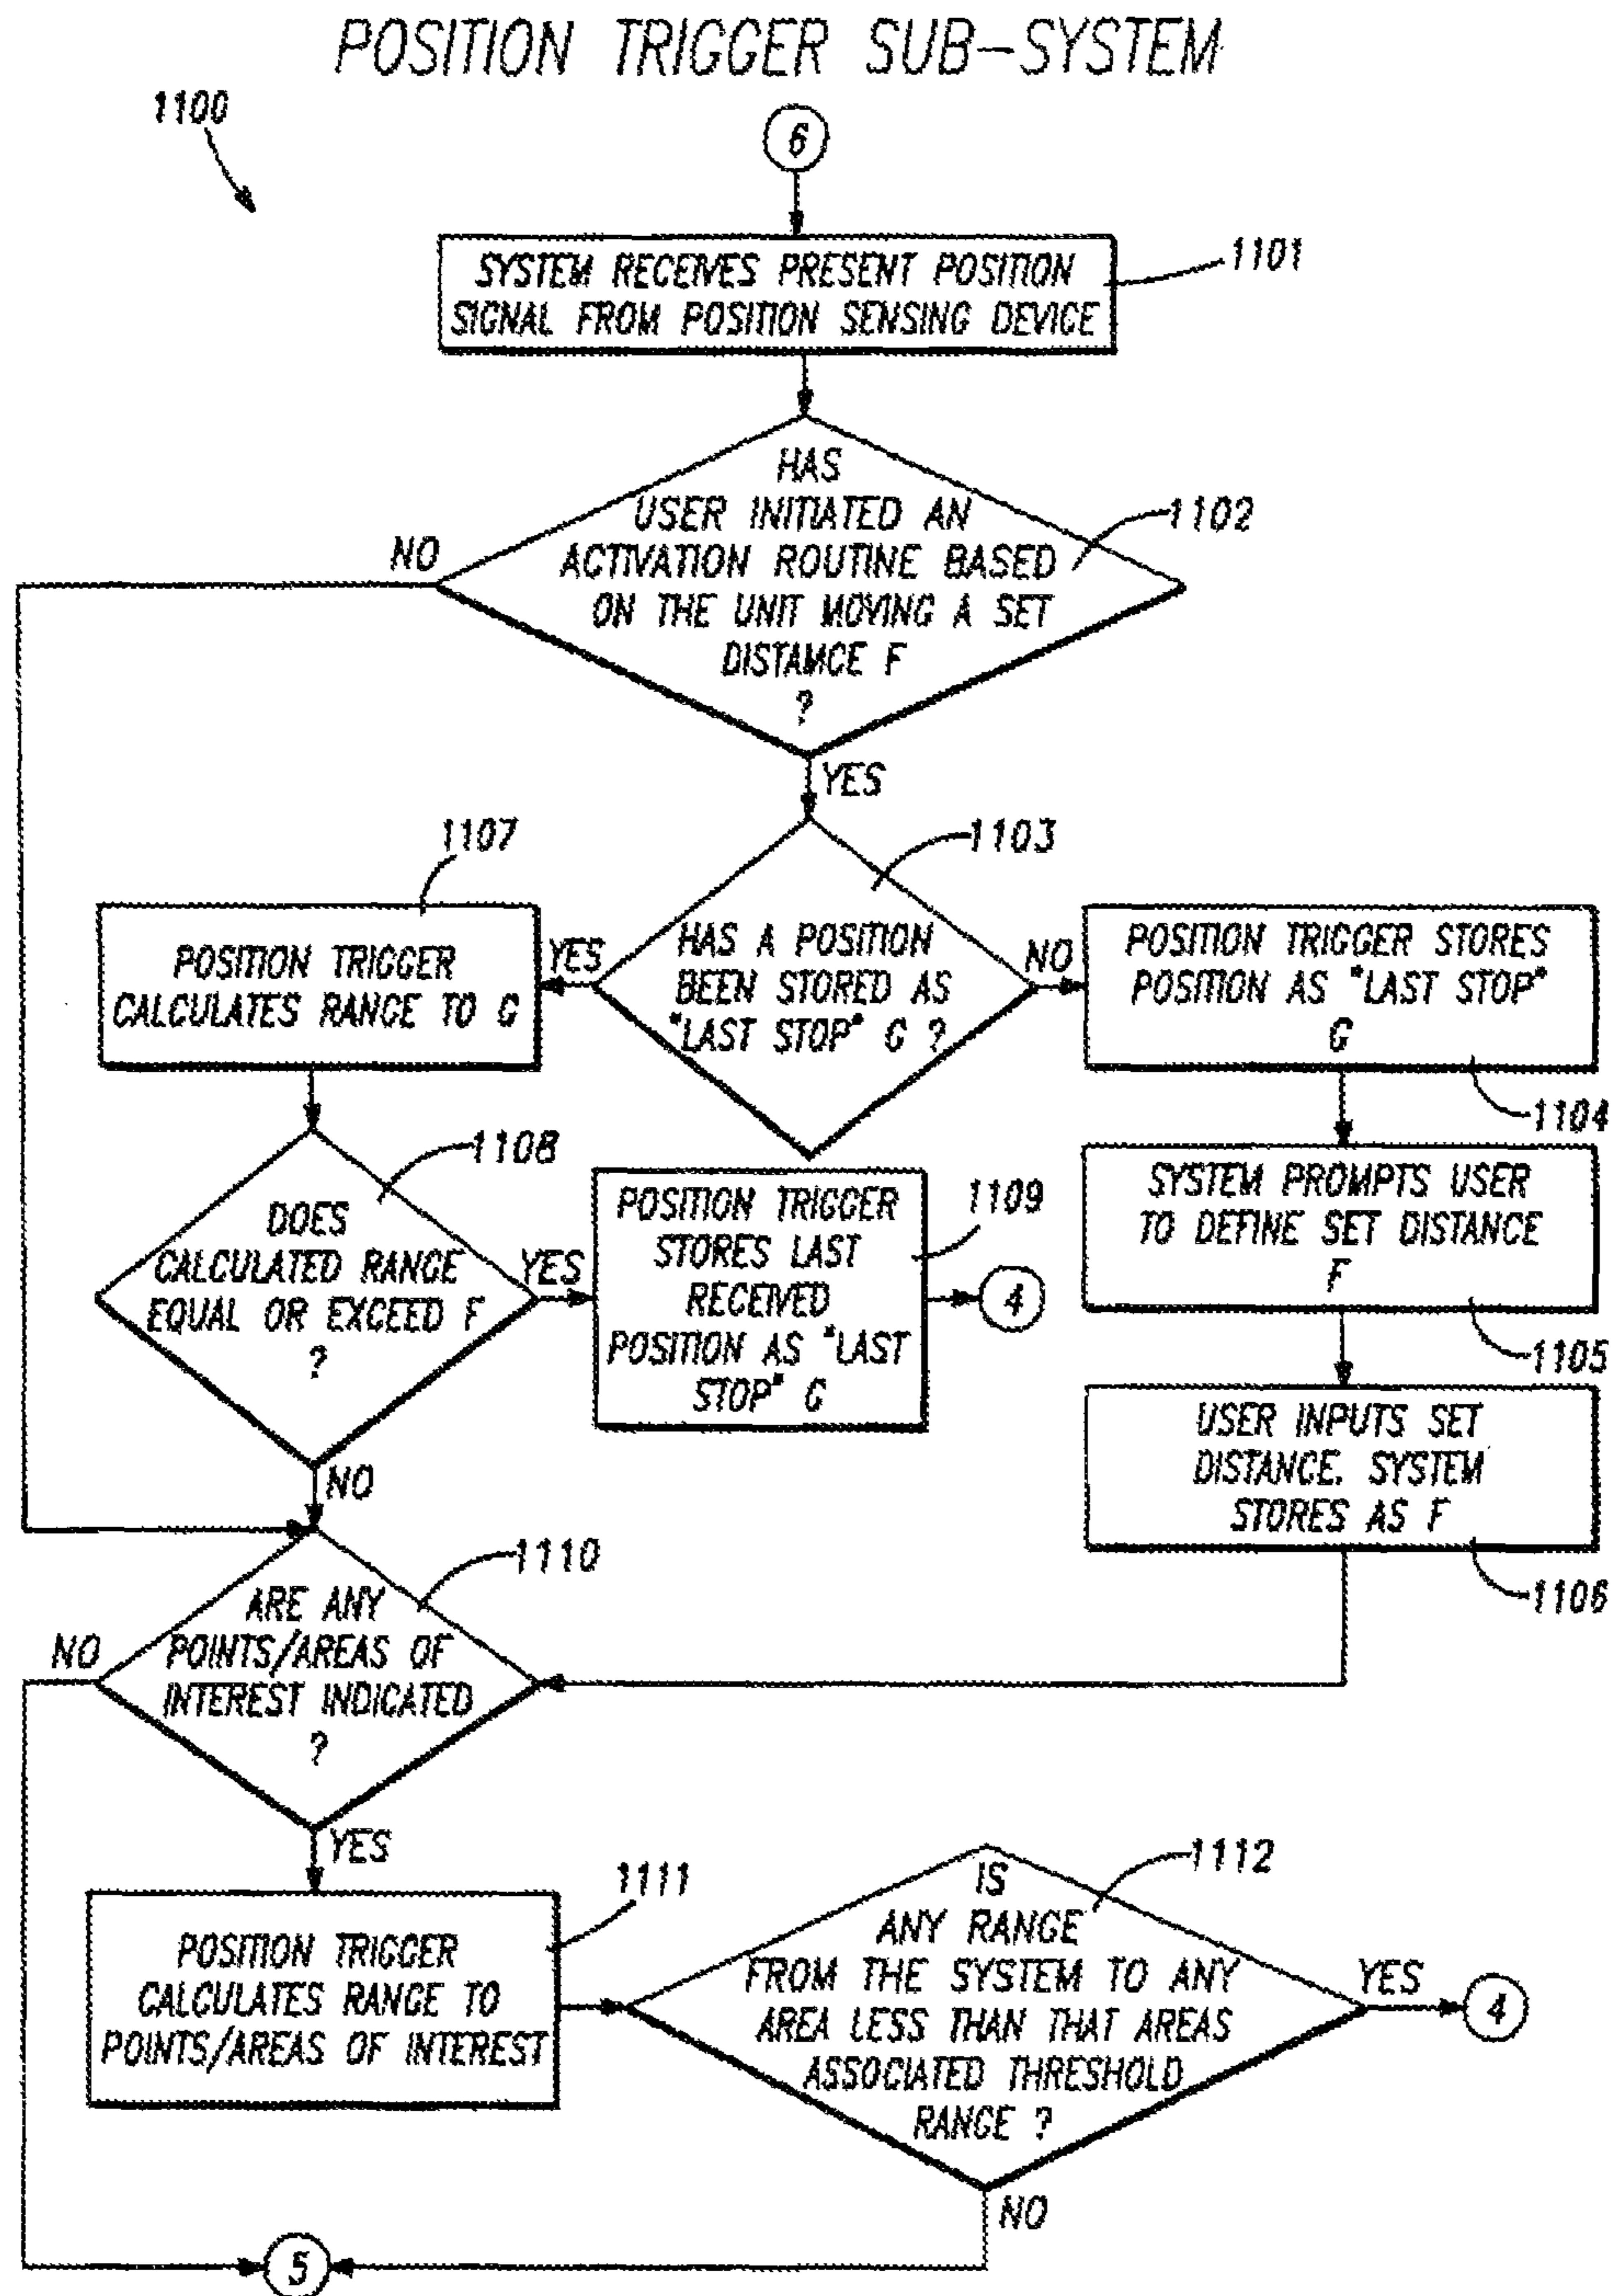 POSITION TRIGGER SUB-SYSTEM
1100
6
SYSTEM RECEIVES PRESENT POSITION
SIGNAL FROM POSITION SENSING DEVICE
1101
HAS
USER INITIATED AN
ACTIVATION ROUTINE BASED
ON THE UNIT MOVING A SET
DISTANCE F
?
1102
NO
YES
1103
HAS A POSITION
BEEN STORED AS
"LAST STOP" G ?
YES
NO
1107
POSITION TRIGGER
CALCULATES RANGE TO G
POSITION TRIGGER STORES
POSITION AS "LAST STOP"
G
1104
1108
DOES
CALCULATED RANGE
EQUAL OR EXCEED F
?
YES
NO
POSITION TRIGGER
STORES LAST
RECEIVED
POSITION AS "LAST
STOP" G
1109
4
SYSTEM PROMPTS USER
TO DEFINE SET DISTANCE
F
1105
USER INPUTS SET
DISTANCE. SYSTEM
STORES AS F
1106
1110
ARE ANY
POINTS/AREAS OF
INTEREST INDICATED
?
NO
YES
1111
POSITION TRIGGER
CALCULATES RANGE TO
POINTS/AREAS OF INTEREST
1112
IS
ANY RANGE
FROM THE SYSTEM TO ANY
AREA LESS THAN THAT AREAS
ASSOCIATED THRESHOLD
RANGE ?
YES
4
NO
5